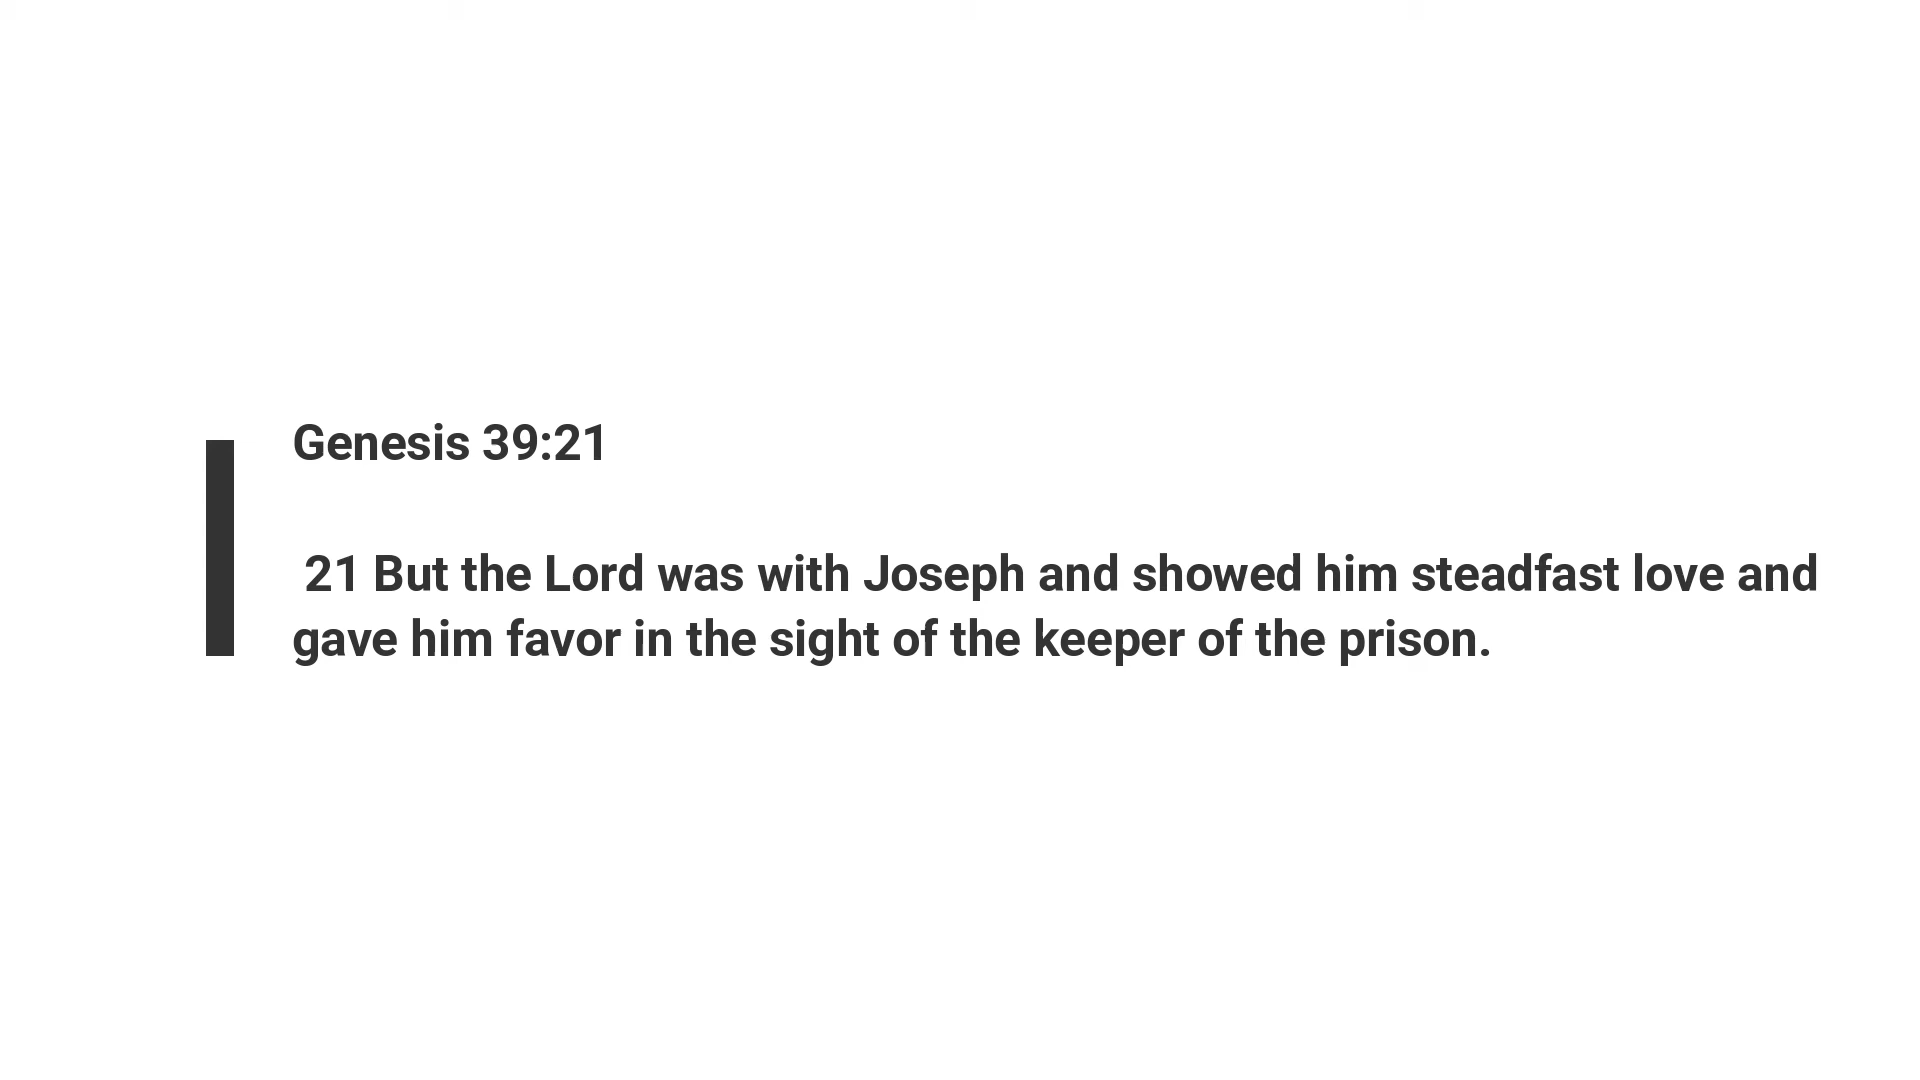 Genesis 39:21
21 But the Lord was with Joseph and showed him steadfast love and
gave him favor in the sight of the keeper of the prison.